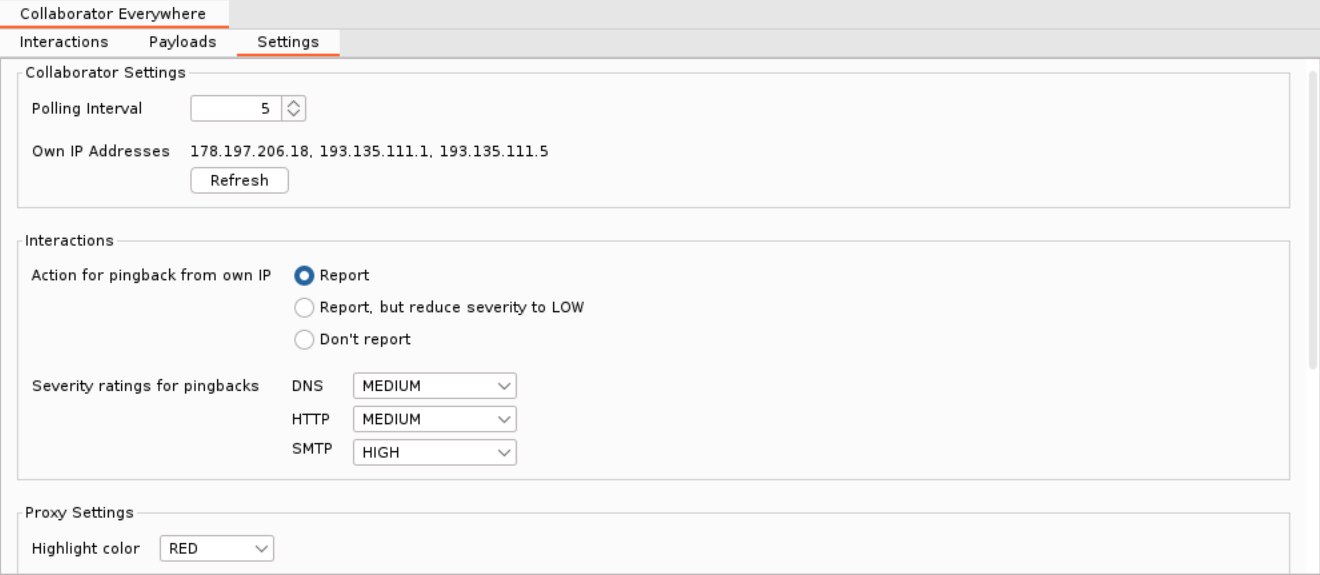 Collaborator Everywhere
Interactions Payloads Settings
Collaborator Settings
Polling Interval 5
Own IP Addresses 178.197.206.18, 193.135.111.1, 193.135.111.5
Refresh
Interactions
Action for pingback from own IP Report
Report, but reduce severity to LOW
Don't report
Severity ratings for pingbacks DNS MEDIUM
HTTP MEDIUM
SMTP HIGH
Proxy Settings
Highlight color RED